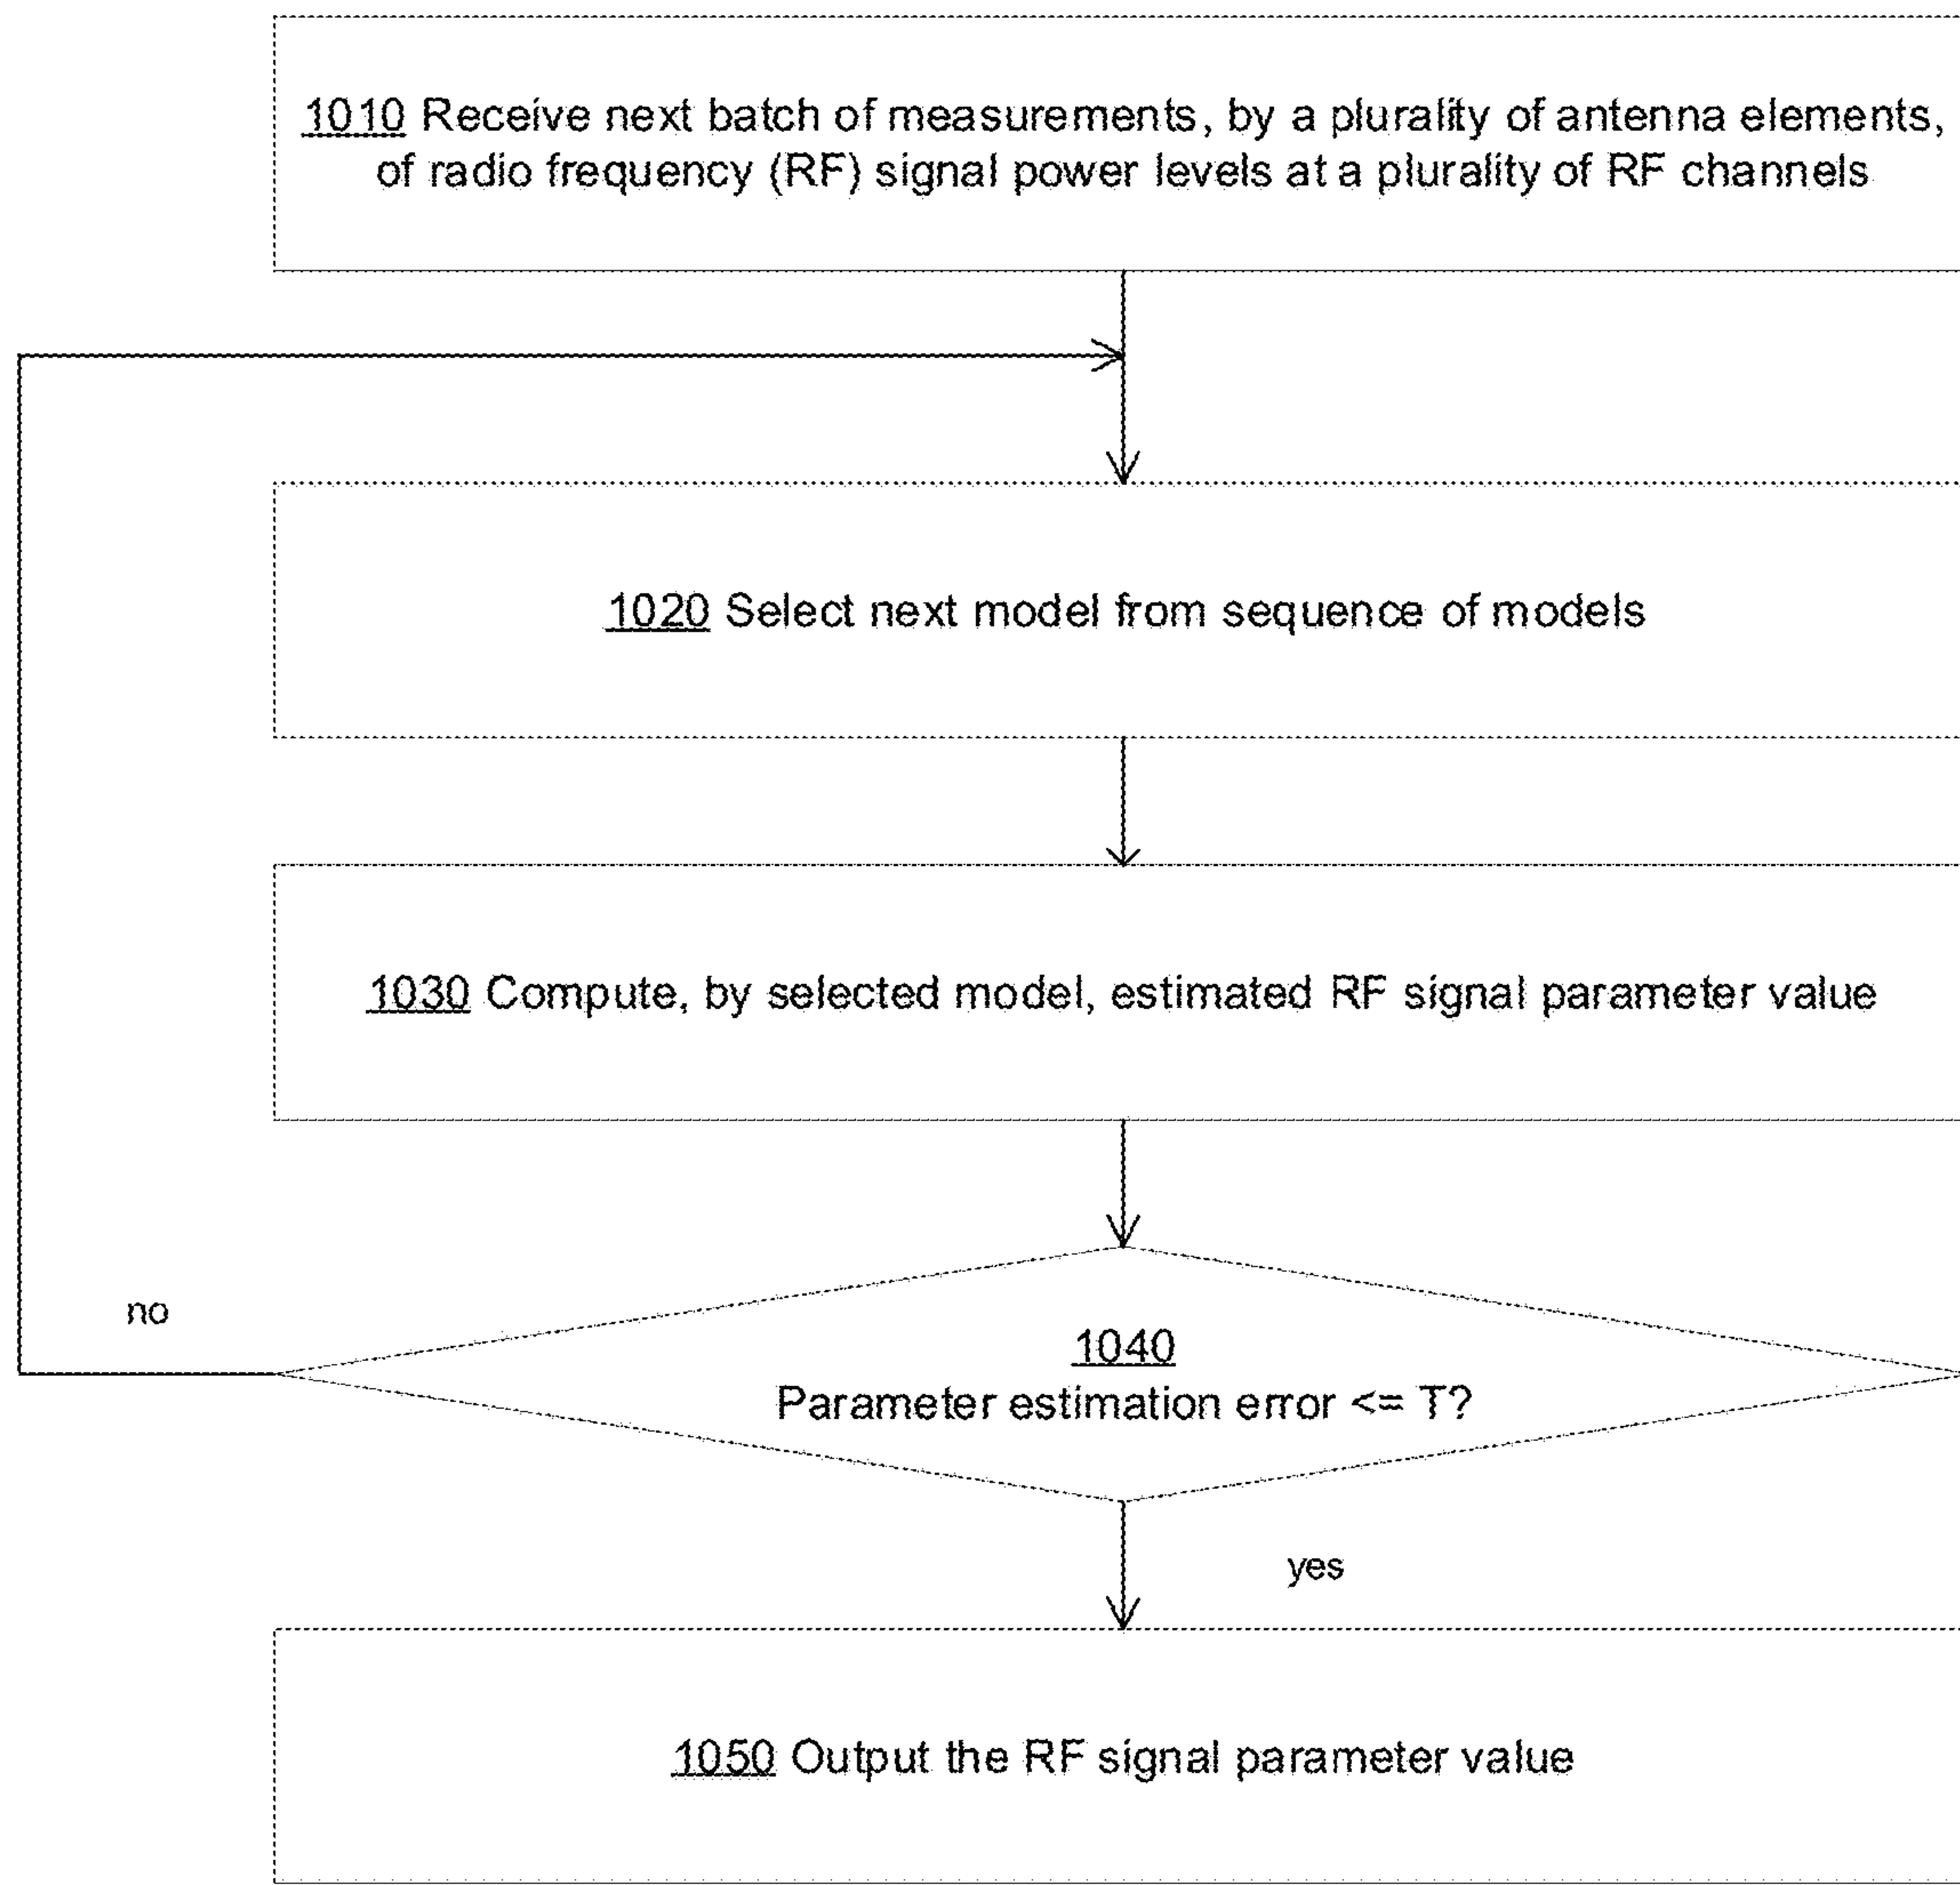 1010 Receive next batch of measurements, by a plurality of antenna elements,
of radio frequency (RF) signal power levels at a plurality of RF channels
1020 Select next model from sequence of models
1030 Compute, by selected model, estimated RF signal parameter value
no
1040
Parameter estimation error <= T?
yes
1050 Output the RF signal parameter value